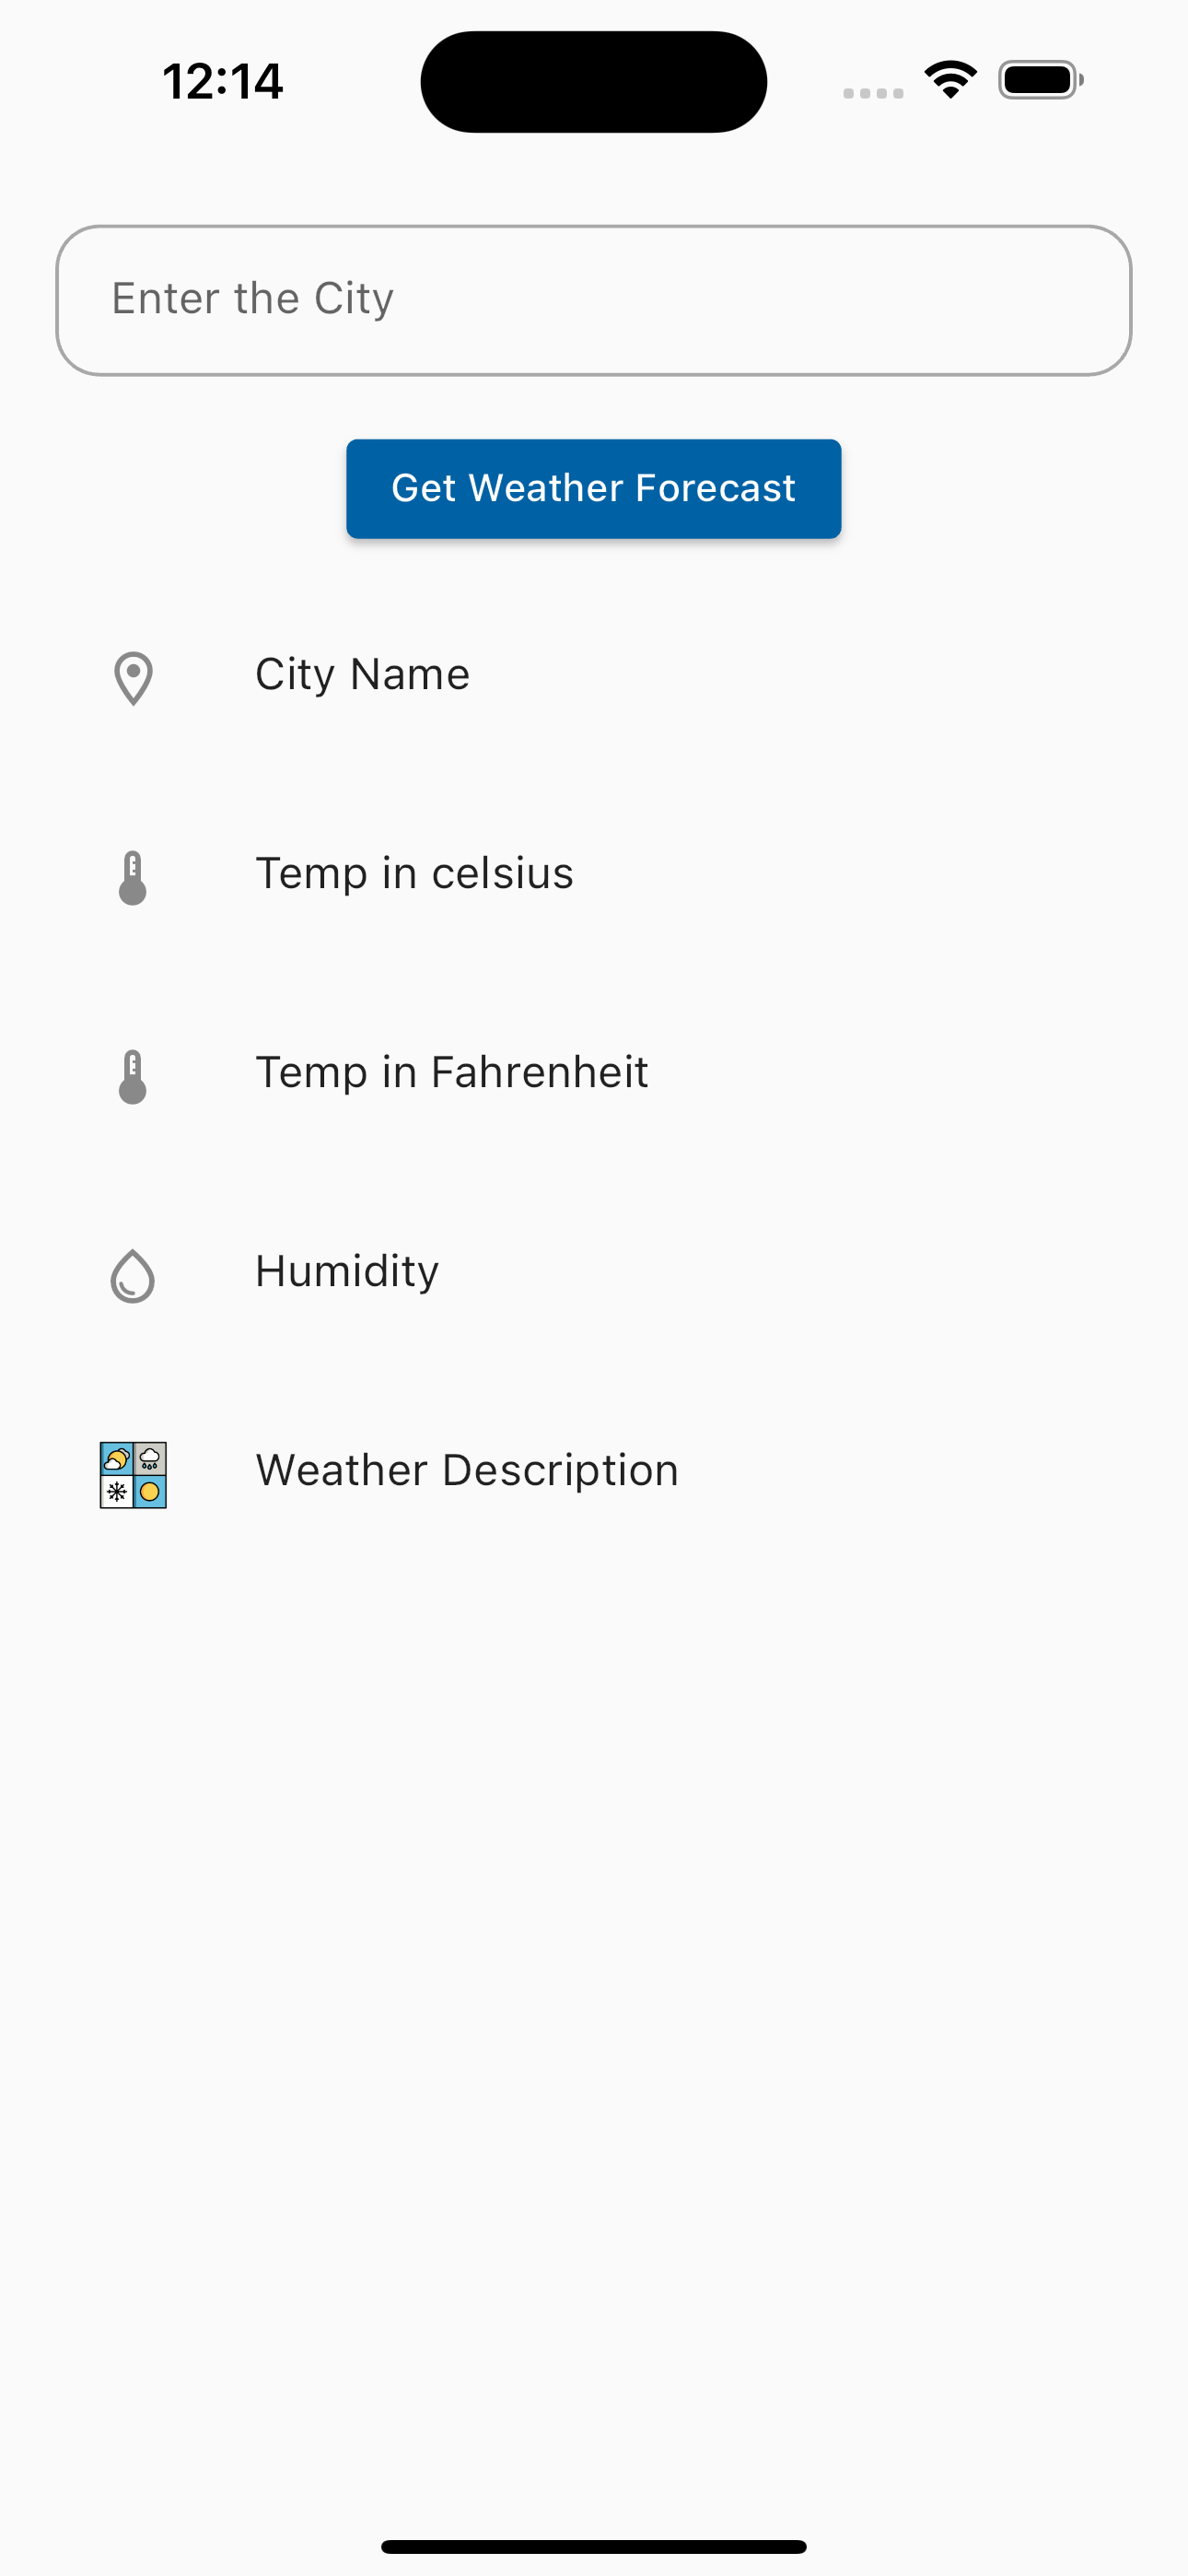 12:14
Enter the City
Get Weather Forecast
City Name
Temp in celsius
Temp in Fahrenheit
Humidity
Weather Description